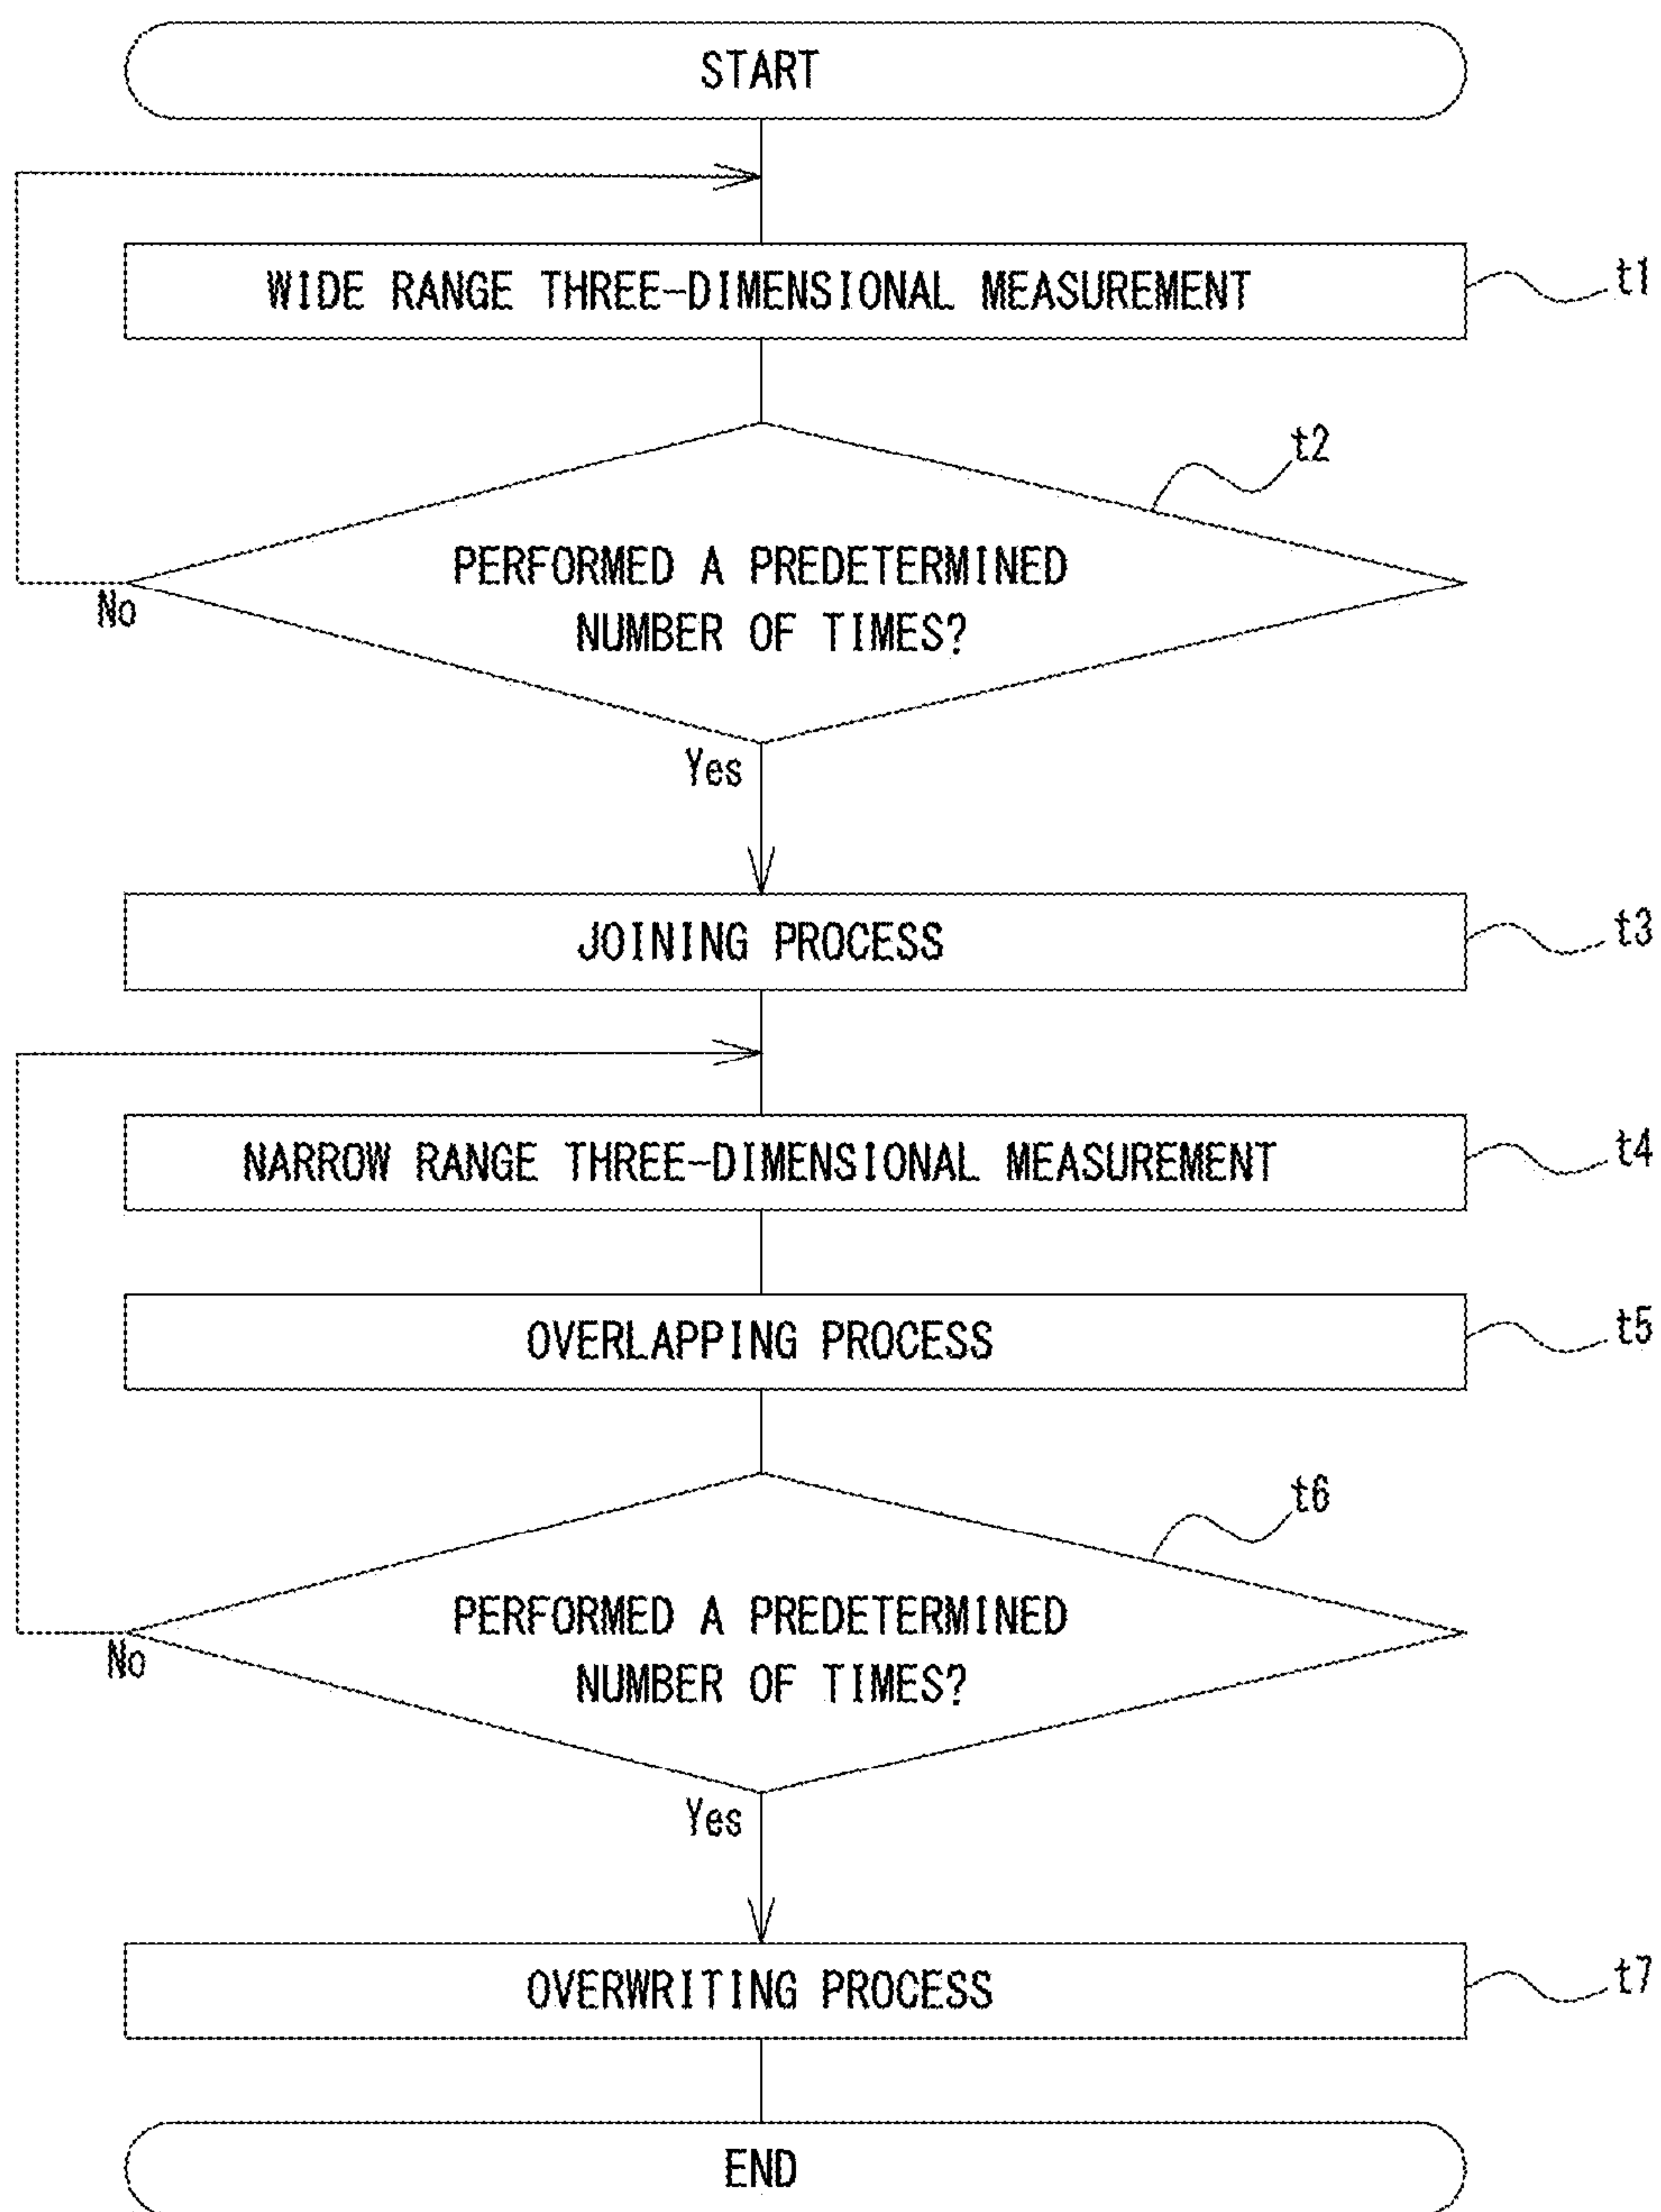 START
WIDE RANGE THREE-DIMENSIONAL MEASUREMENT
t1
t2
PERFORMED A PREDETERMINED
NUMBER OF TIMES?
No
Yes
JOINING PROCESS
t3
NARROW RANGE THREE-DIMENSIONAL MEASUREMENT
t4
OVERLAPPING PROCESS
t5
t6
PERFORMED A PREDETERMINED
NUMBER OF TIMES?
No
Yes
OVERWRITING PROCESS
t7
END